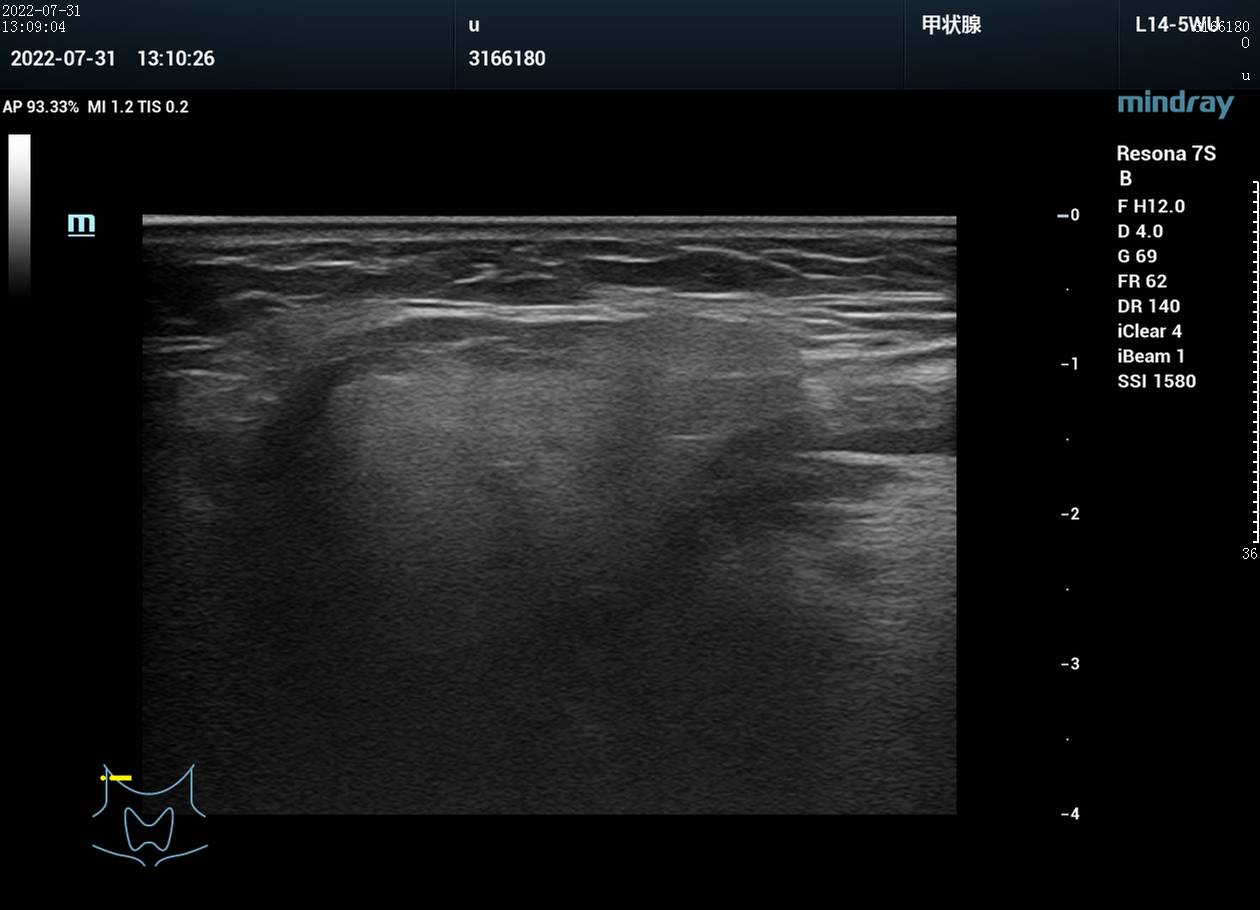 2022-07-31
13:09:04
2022-07-31 13:10:26
u
3166180
甲状腺
L14-5WU
3166180
0
u
AP 93.33% MI 1.2 TIS 0.2
mindray
m
Resona 7S
B
F H12.0
D 4.0
G 69
FR 62
DR 140
iClear 4
iBeam 1
SSI 1580
0
-1
-2
-3
-4
36